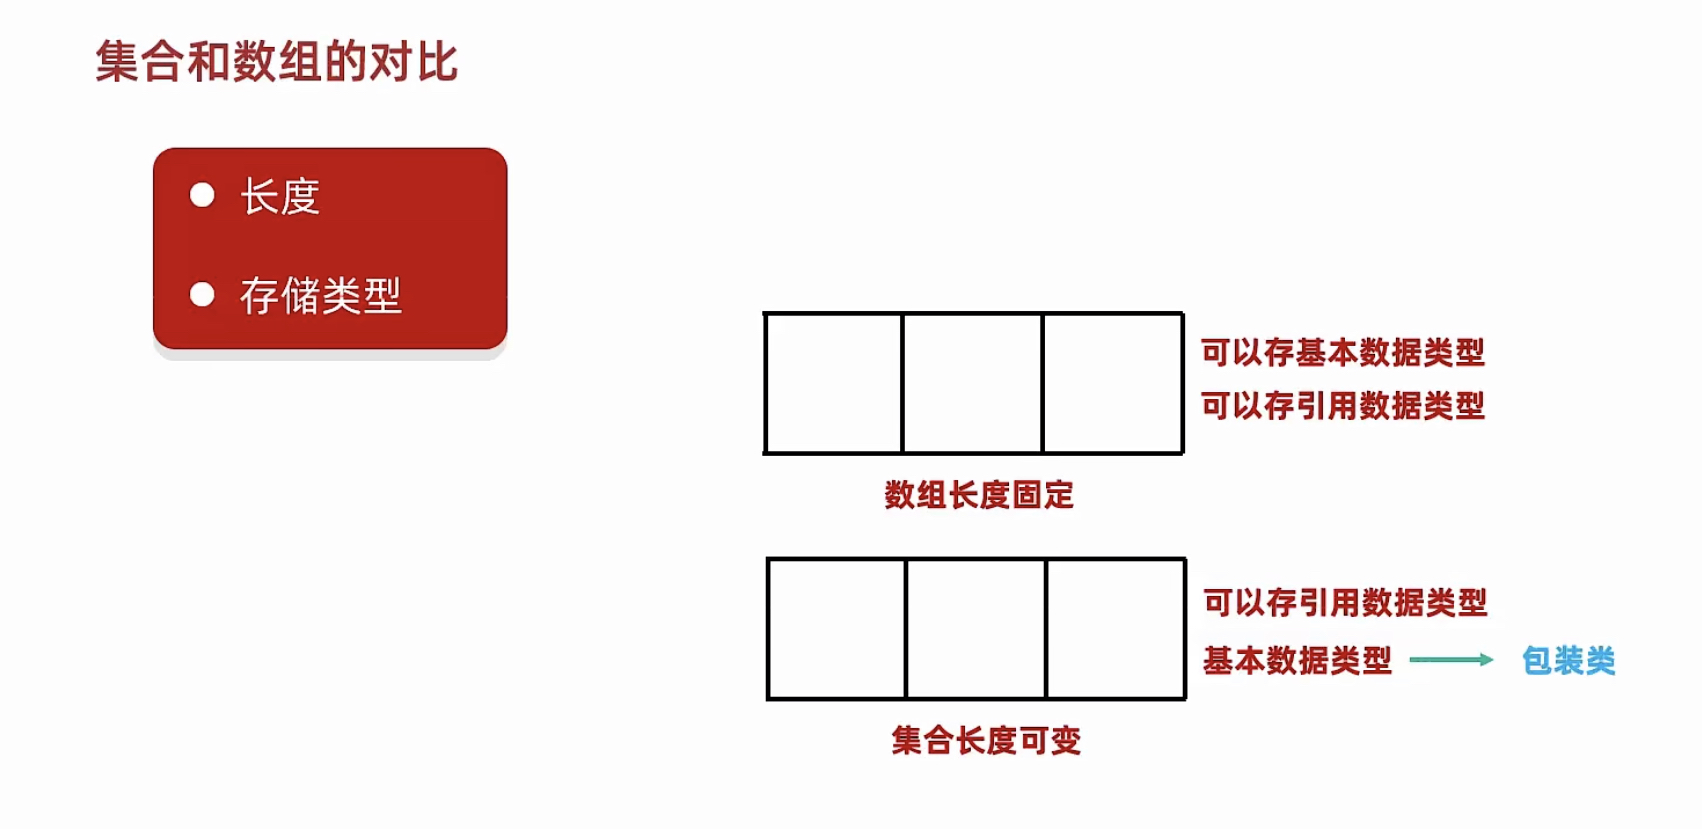 集合和数组的对比
长度
存储类型
可以存基本数据类型
可以存引用数据类型
数组长度固定
可以存引用数据类型
基本数据类型 包装类
集合长度可变